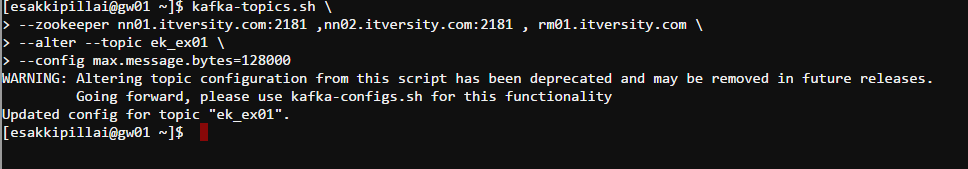 [esakkipillai@gw01 ~]$ kafka-topics.sh \
> --zookeeper nn01.itversity.com:2181 ,nn02.itversity.com:2181 , rm01.itversity.com \
> --alter --topic ek_ex01 \
> --config max.message.bytes=128000
WARNING: Altering topic configuration from this script has been deprecated and may be removed in future releases.
         Going forward, please use kafka-configs.sh for this functionality
Updated config for topic "ek_ex01".
[esakkipillai@gw01 ~]$